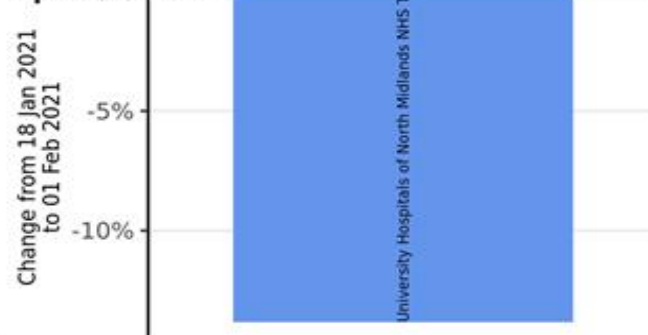 Change from 18 Jan 2021
to 01 Feb 2021
-5%
-10%
University Hospitals of North Midlands NHS